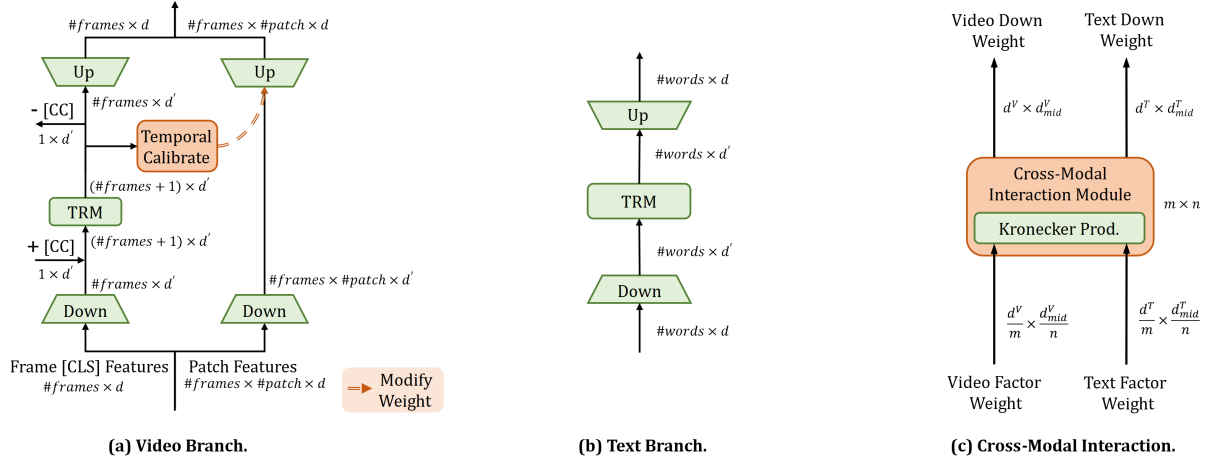 #frames × d
#frames × #patch × d
Up
Up
- [CC]
1 × d′
#frames × d′
Temporal
Calibrate
(#frames + 1) × d′
TRM
+ [CC]
1 × d′
(#frames + 1) × d′
#frames × d′
#frames × #patch × d′
Down
Down
Frame [CLS] Features
#frames × d
Patch Features
#frames × #patch × d
Modify
Weight
(a) Video Branch.
#words × d
Up
#words × d′
TRM
#words × d′
Down
#words × d
(b) Text Branch.
Video Down
Weight
Text Down
Weight
d^V × d^V_mid
d^T × d^T_mid
Cross-Modal
Interaction Module
m × n
Kronecker Prod.
d^V/m × d^V_mid/n
d^T/m × d^T_mid/n
Video Factor
Weight
Text Factor
Weight
(c) Cross-Modal Interaction.